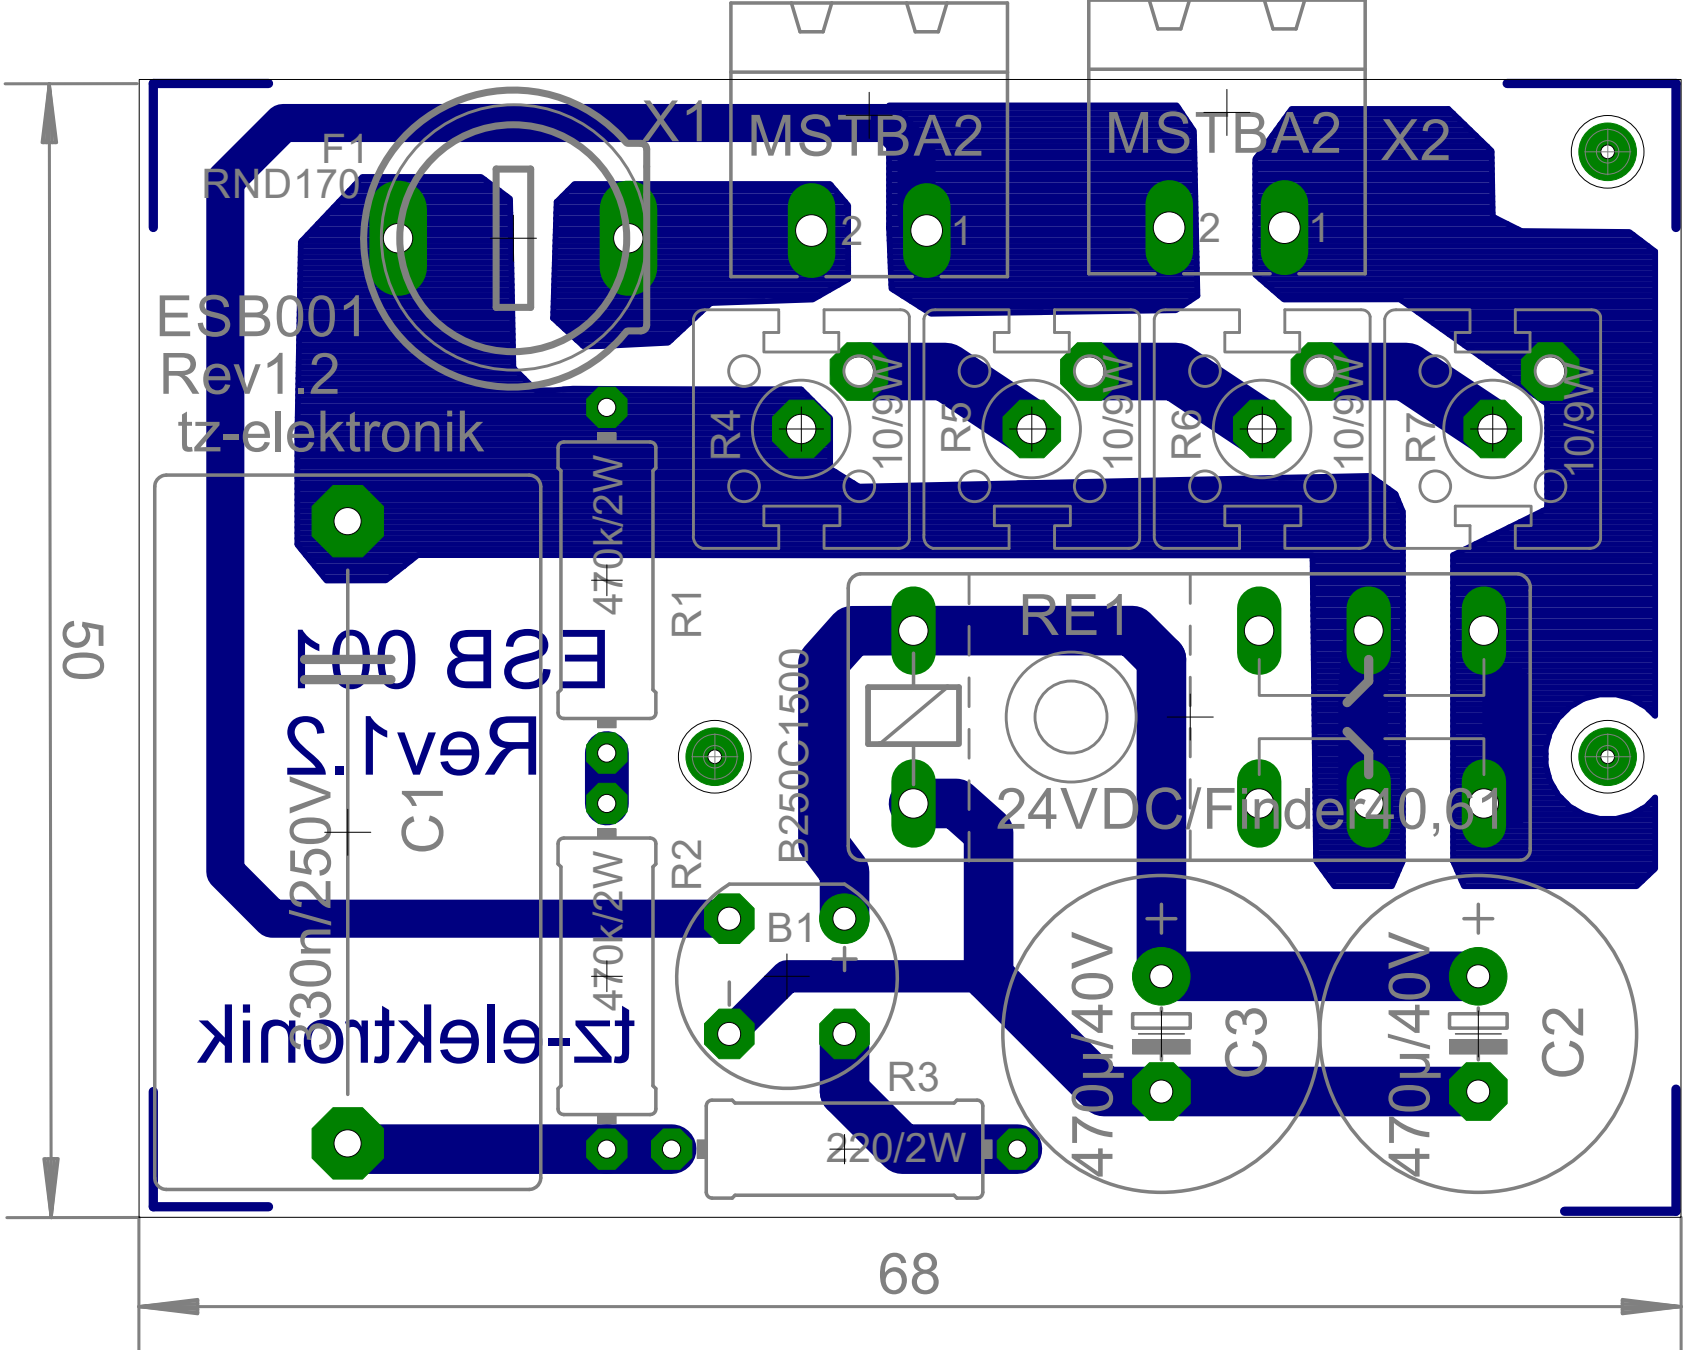 X1
MSTBA2
MSTBA2
X2
F1
RND170
2
1
2
1
ESB001
Rev1.2
tz-elektronik
R4
10/9W
R5
10/9W
R6
10/9W
R7
10/9W
470k/2W
R1
50
ESB 001
Rev1.2
330n/250V
C1
B250C1500
RE1
24VDC/Finder40,61
470k/2W
R2
B1
+
-
tz-elektronik
R3
220/2W
+
470µ/40V
C3
+
470µ/40V
C2
68